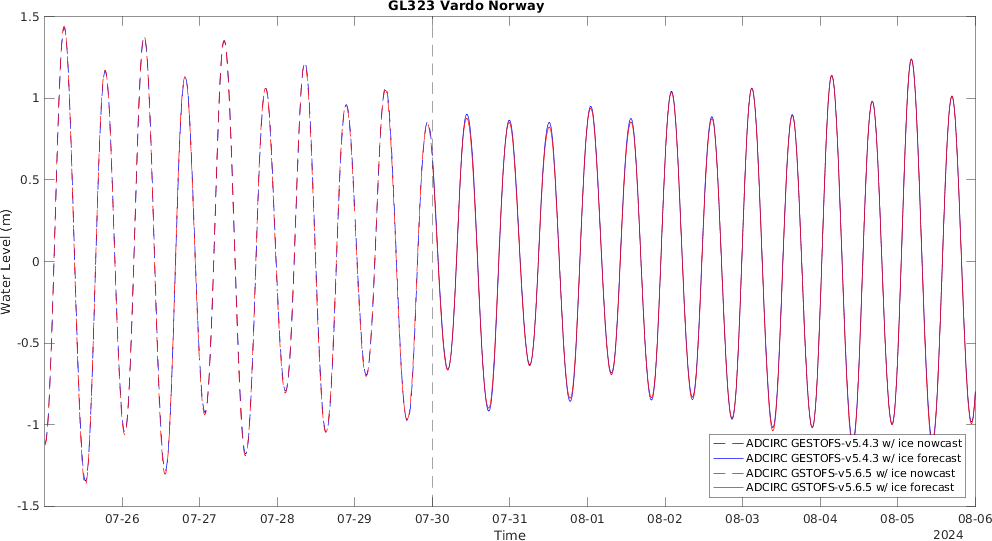 GL323 Vardo Norway
1.5
1
0.5
0
-0.5
-1
-1.5
Water Level (m)
07-26 07-27 07-28 07-29 07-30 07-31 08-01 08-02 08-03 08-04 08-05 08-06
Time
2024
ADCIRC GESTOFS-v5.4.3 w/ ice nowcast
ADCIRC GESTOFS-v5.4.3 w/ ice forecast
ADCIRC GSTOFS-v5.6.5 w/ ice nowcast
ADCIRC GSTOFS-v5.6.5 w/ ice forecast